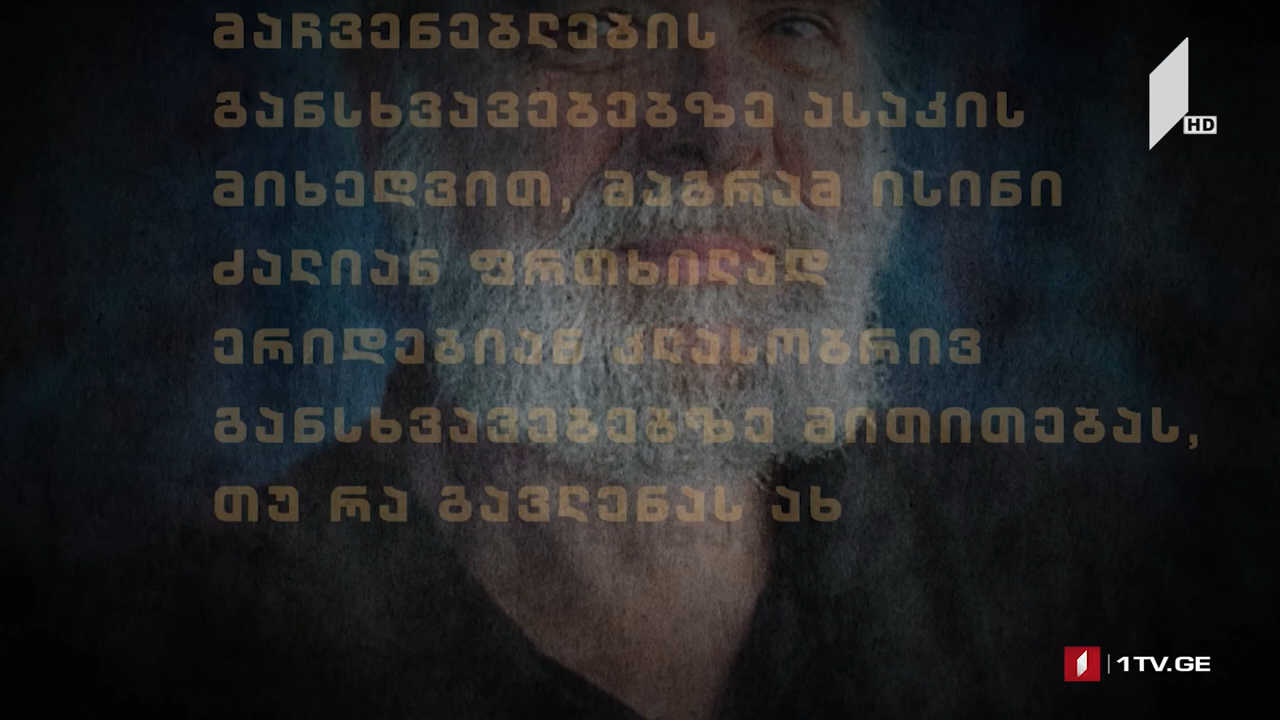 მაჩვენებლების
განსხვავებებზე ასაკის
მიხედვით, მაგრამ ისინი
ძალიან ფრთხილად
ერიდებიან კლასობრივ
განსხვავებებზე მითითებას,
თუ რა გავლენას ახ
HD
1TV.GE